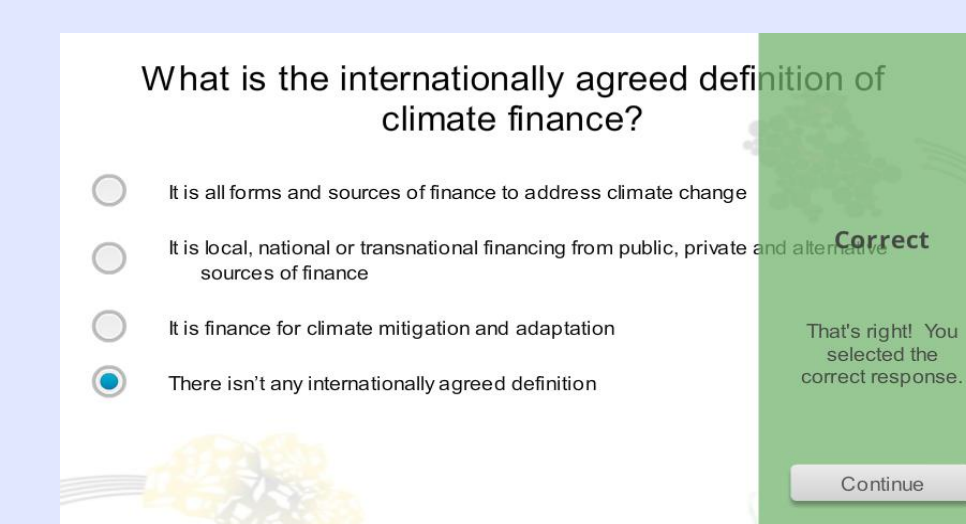 What is the internationally agreed definition of
climate finance?
It is all forms and sources of finance to address climate change
It is local, national or transnational financing from public, private and alternative
sources of finance
It is finance for climate mitigation and adaptation
There isn't any internationally agreed definition
Correct
That's right! You
selected the
correct response.
Continue